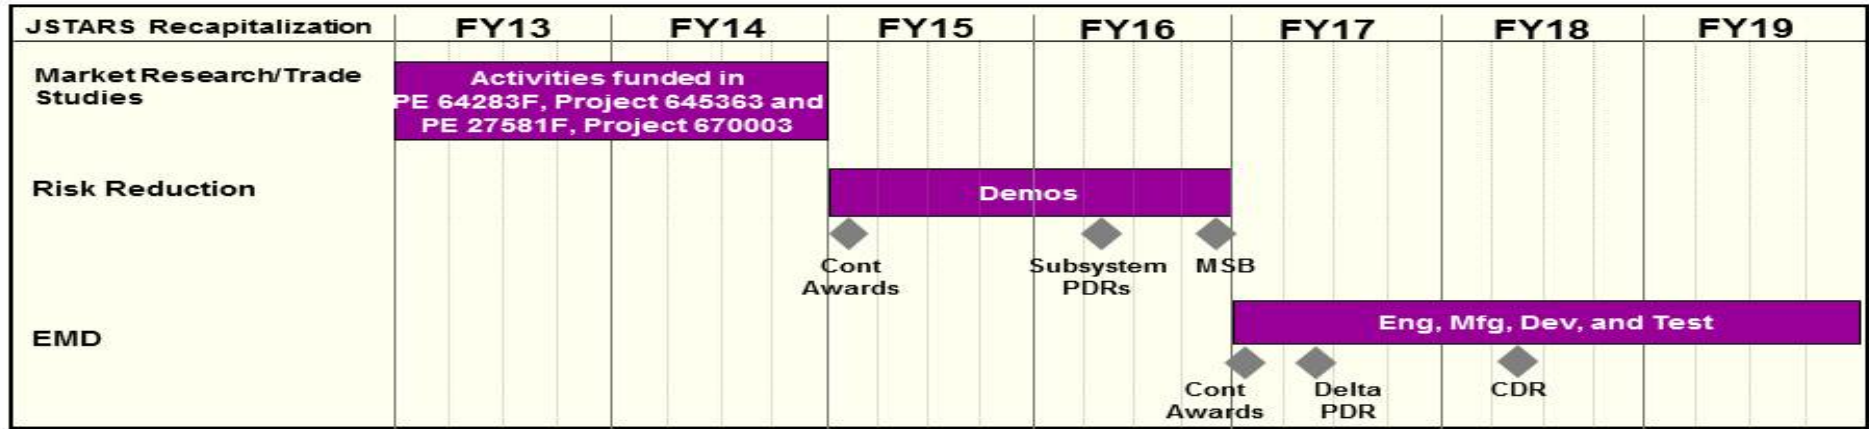 JSTARS Recapitalization FY13 FY14 FY15 FY16 FY17 FY18 FY19
Market Research/Trade
Studies
Activities funded in
PE 64283F, Project 645363 and
PE 27581F, Project 670003
Risk Reduction
Demos
Cont
Awards
Subsystem
PDRs
MSB
EMD
Eng, Mfg, Dev, and Test
Cont
Awards
Delta
PDR
CDR